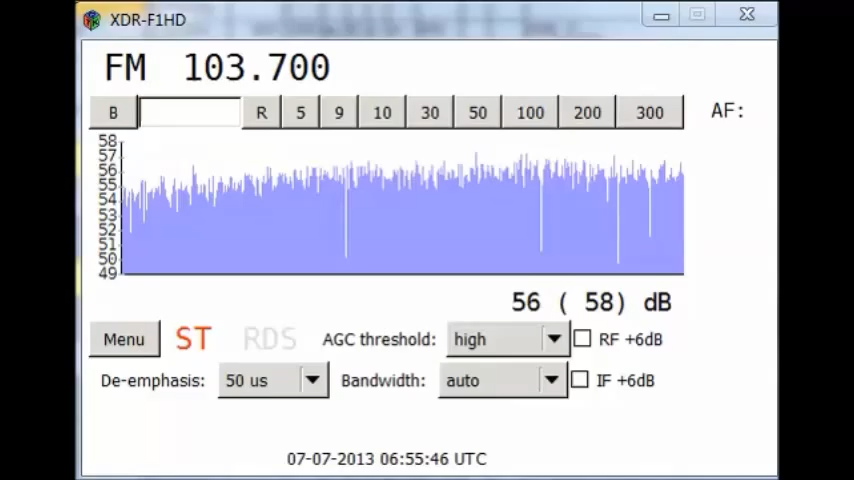 XDR-F1HD
FM 103.700
B R 5 9 10 30 50 100 200 300 AF:
58
57
56
55
54
53
52
51
50
49
56 ( 58) dB
Menu ST RDS AGC threshold: high RF +6dB
De-emphasis: 50 us Bandwidth: auto IF +6dB
07-07-2013 06:55:46 UTC